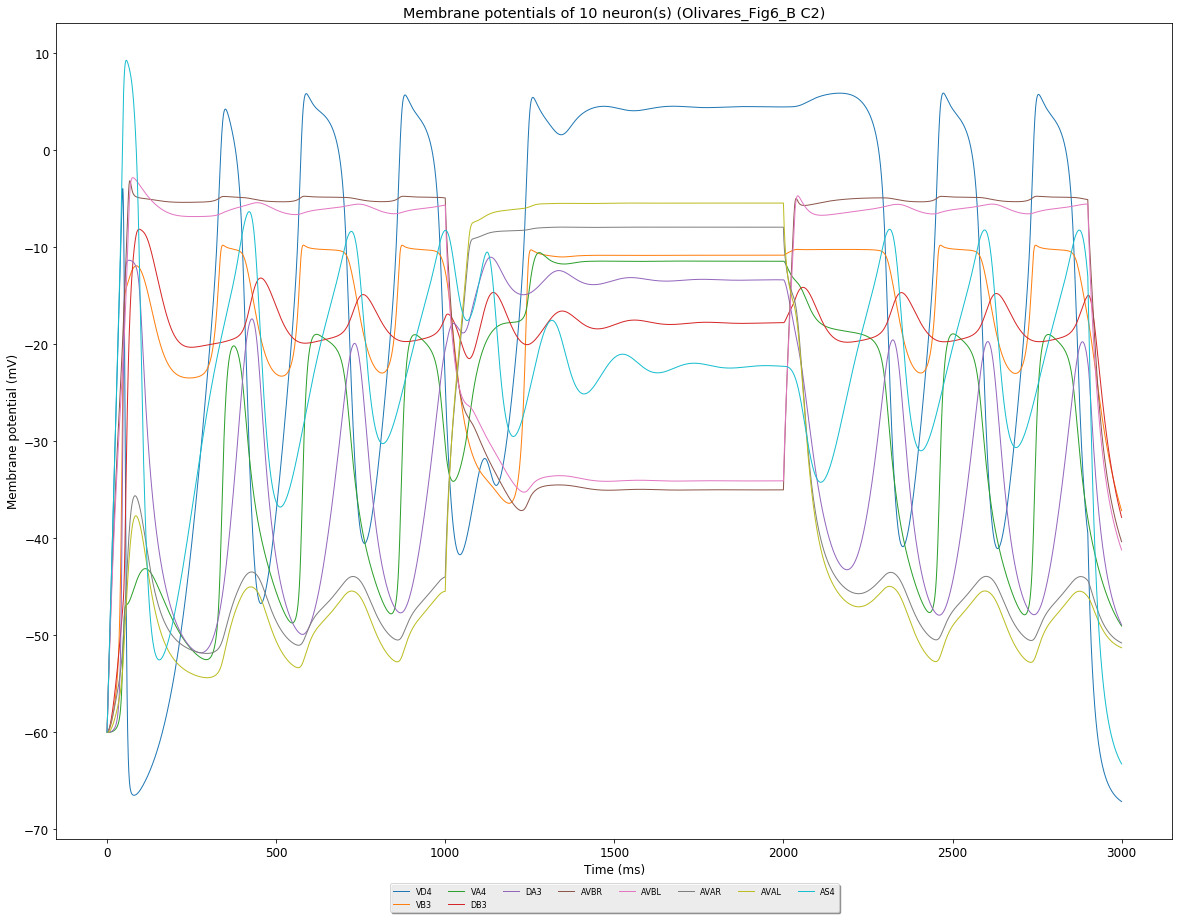 Membrane potentials of 10 neuron(s) (Olivares_Fig6_B C2)
10
0
−10
−20
−30
−40
−50
−60
−70
Membrane potential (mV)
0 500 1000 1500 2000 2500 3000
Time (ms)
VD4 VA4 DA3 AVBR AVBL AVAR AVAL AS4
VB3 DB3